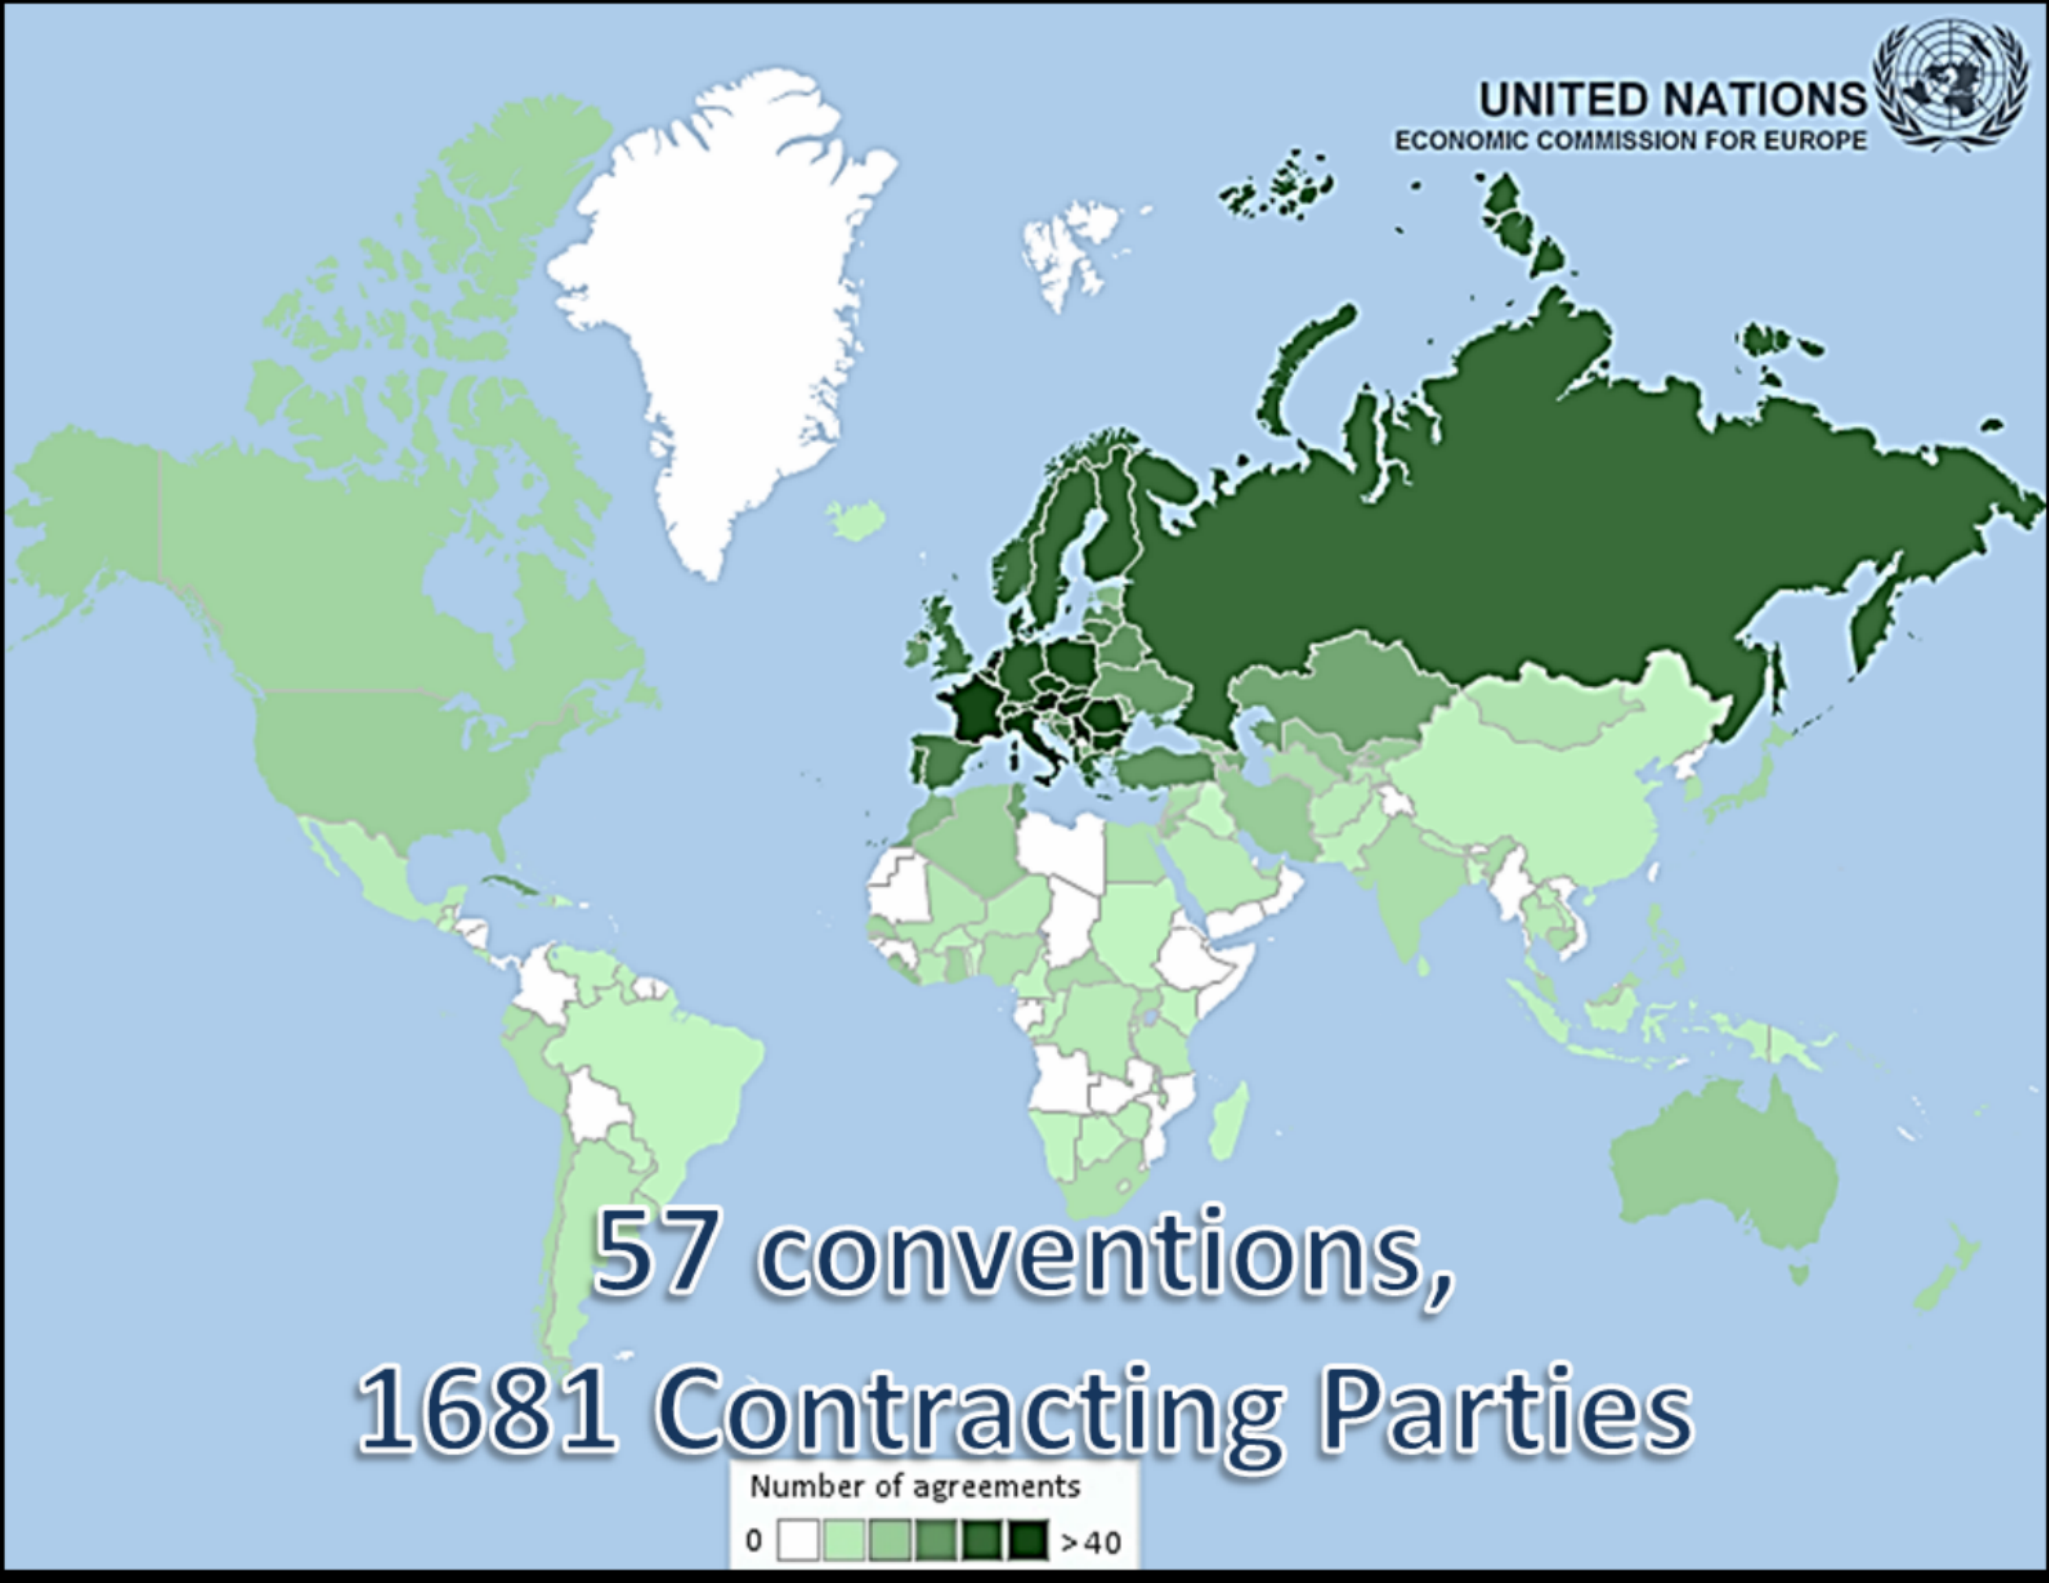 UNITED NATIONS
ECONOMIC COMMISSION FOR EUROPE
57 conventions,
1681 Contracting Parties
Number of agreements
0 >40